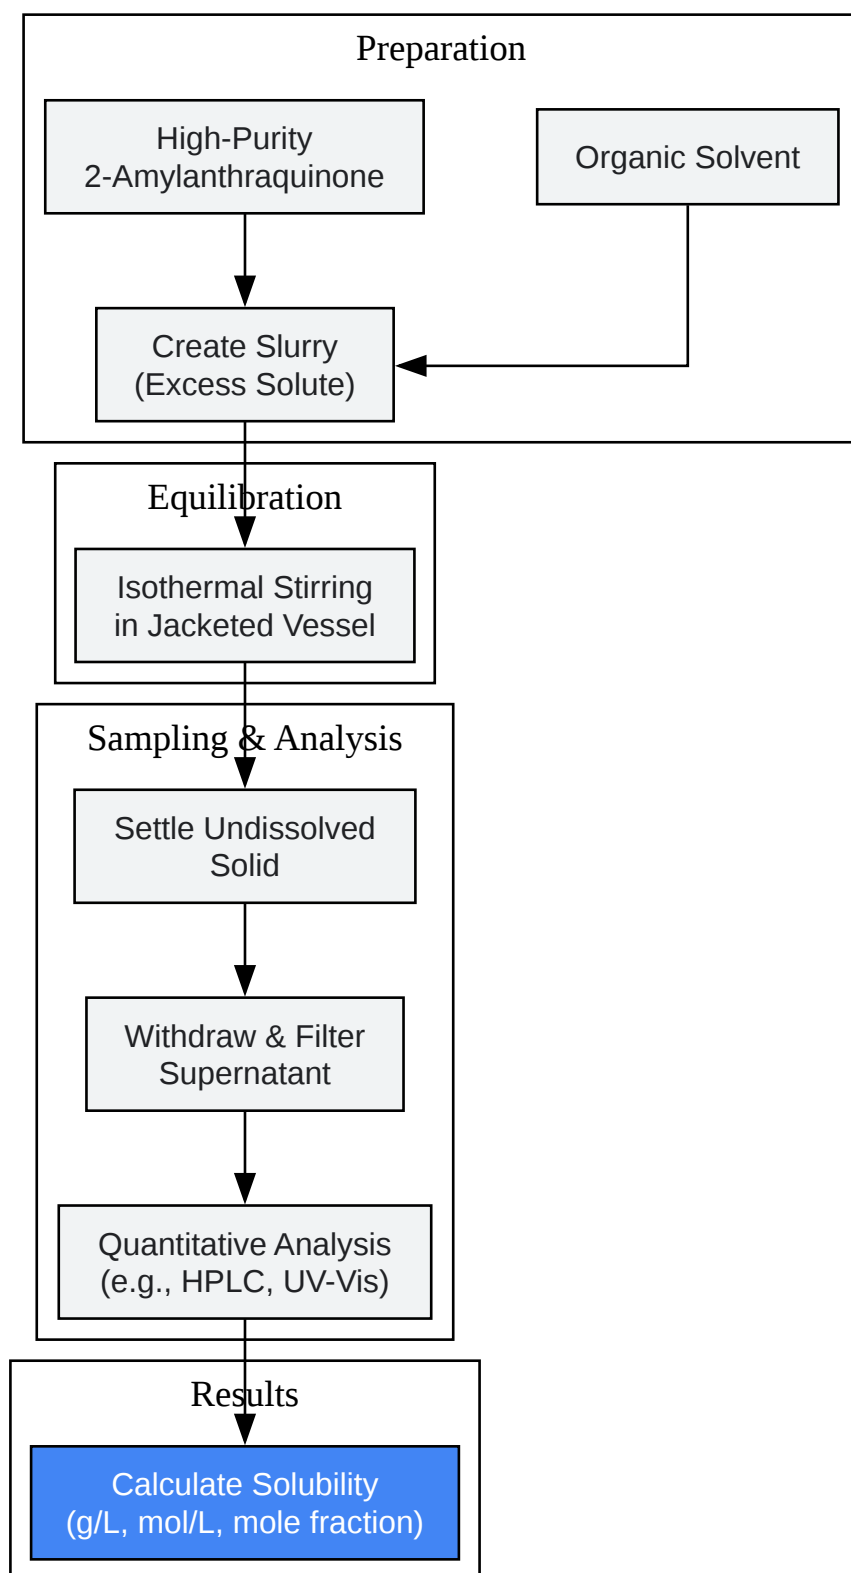 Preparation
High-Purity
2-Amylanthraquinone
Organic Solvent
Create Slurry
(Excess Solute)
Equilibration
Isothermal Stirring
in Jacketed Vessel
Sampling & Analysis
Settle Undissolved
Solid
Withdraw & Filter
Supernatant
Quantitative Analysis
(e.g., HPLC, UV-Vis)
Results
Calculate Solubility
(g/L, mol/L, mole fraction)